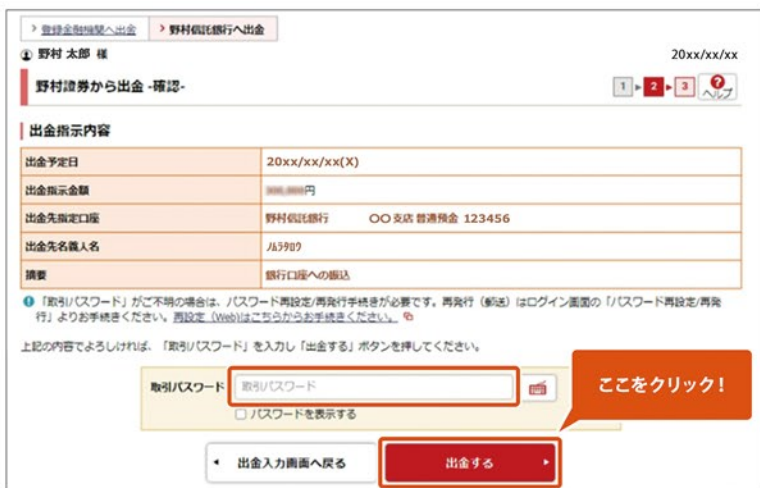 > 登録金融機関へ出金 > 野村信託銀行へ出金
野村 太郎 様 20xx/xx/xx
野村證券から出金 -確認- 1 2 3 ヘルプ
出金指示内容
出金予定日 20xx/xx/xx(X)
出金指示金額 円
出金先指定口座 野村信託銀行 〇〇支店 普通預金 123456
出金先名義人名 ノムラタロウ
摘要 銀行口座への振込
「取引パスワード」がご不明の場合は、パスワード再設定/再発行手続きが必要です。再発行（郵送）はログイン画面の「パスワード再設定/再発
行」よりお手続きください。再設定（Web)はこちらからお手続きください。
上記の内容でよろしければ、「取引パスワード」を入力し「出金する」ボタンを押してください。
ここをクリック！
取引パスワード 取引パスワード
パスワードを表示する
出金入力画面へ戻る 出金する